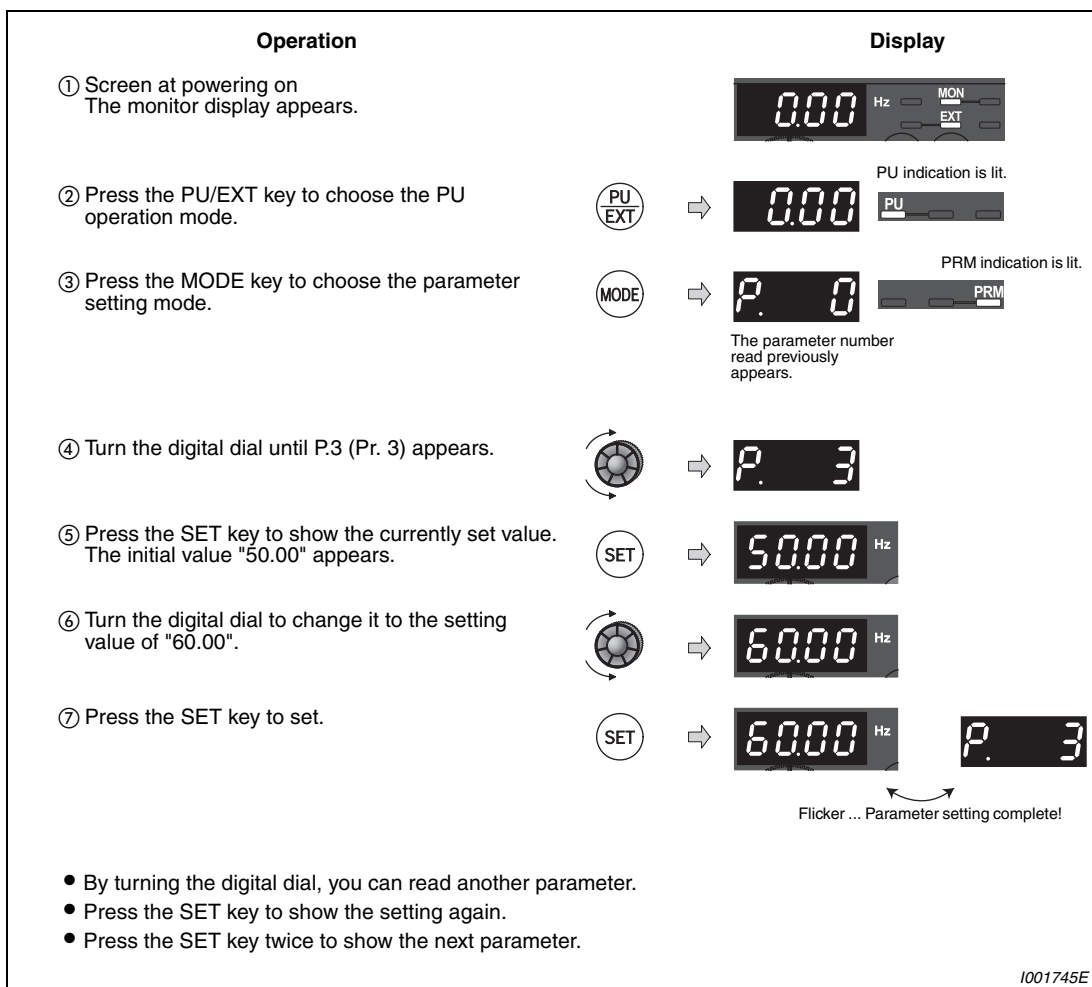 Operation
Display
① Screen at powering on
The monitor display appears.
0.00 Hz MON
EXT
② Press the PU/EXT key to choose the PU
operation mode.
PU
EXT
0.00
PU indication is lit.
PU
③ Press the MODE key to choose the parameter
setting mode.
MODE
P. 0
PRM indication is lit.
PRM
The parameter number
read previously
appears.
④ Turn the digital dial until P.3 (Pr. 3) appears.
P. 3
⑤ Press the SET key to show the currently set value.
The initial value "50.00" appears.
SET
50.00 Hz
⑥ Turn the digital dial to change it to the setting
value of "60.00".
60.00 Hz
⑦ Press the SET key to set.
SET
60.00 Hz
P. 3
Flicker ... Parameter setting complete!
• By turning the digital dial, you can read another parameter.
• Press the SET key to show the setting again.
• Press the SET key twice to show the next parameter.
I001745E